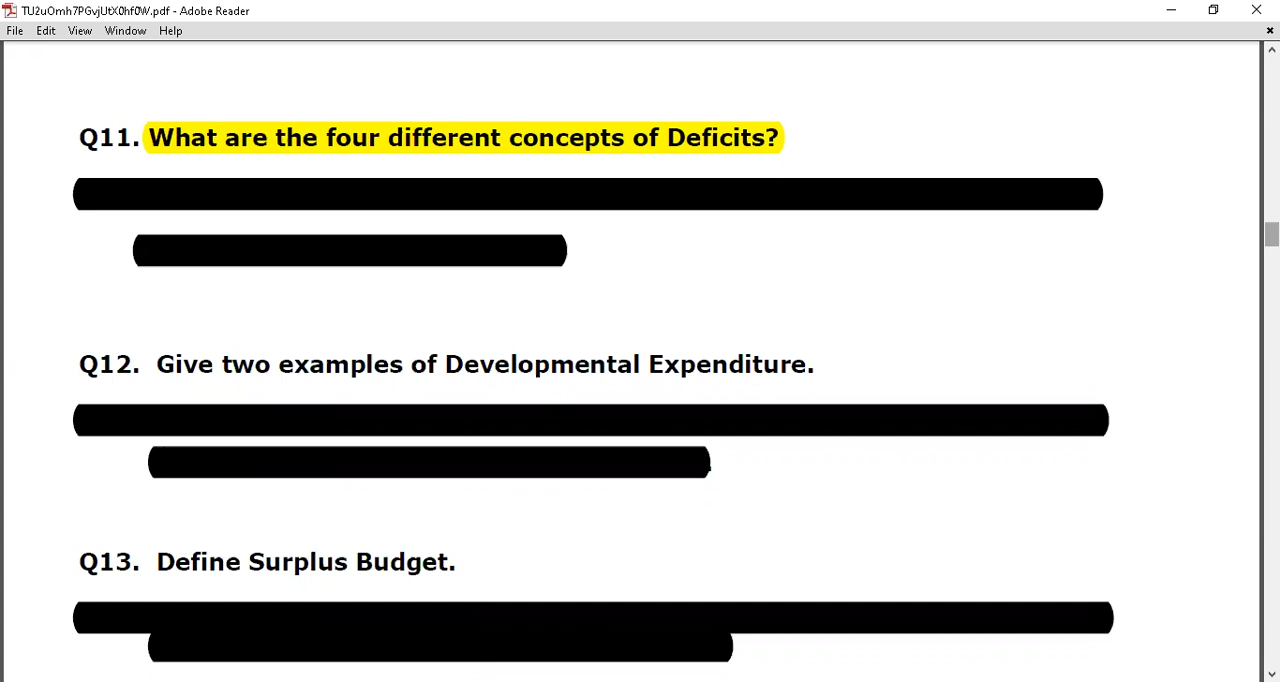 TU2uOmh7PGvjUtX0hf0W.pdf - Adobe Reader
File Edit View Window Help
Q11. What are the four different concepts of Deficits?
Q12. Give two examples of Developmental Expenditure.
Q13. Define Surplus Budget.